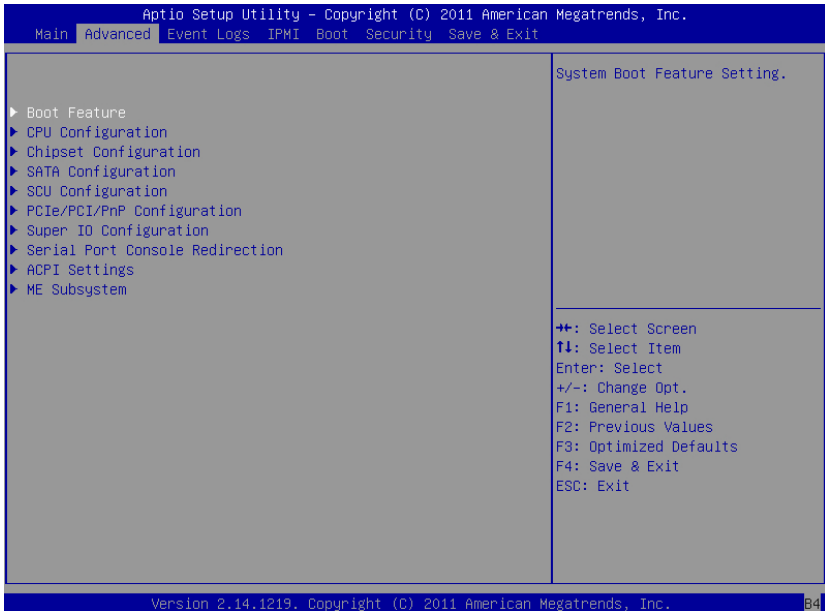 Aptio Setup Utility – Copyright (C) 2011 American Megatrends, Inc.
Main Advanced Event Logs IPMI Boot Security Save & Exit
System Boot Feature Setting.
▶ Boot Feature
▶ CPU Configuration
▶ Chipset Configuration
▶ SATA Configuration
▶ SCU Configuration
▶ PCIe/PCI/PnP Configuration
▶ Super IO Configuration
▶ Serial Port Console Redirection
▶ ACPI Settings
▶ ME Subsystem
→←: Select Screen
↑↓: Select Item
Enter: Select
+/-: Change Opt.
F1: General Help
F2: Previous Values
F3: Optimized Defaults
F4: Save & Exit
ESC: Exit
Version 2.14.1219. Copyright (C) 2011 American Megatrends, Inc.
B4